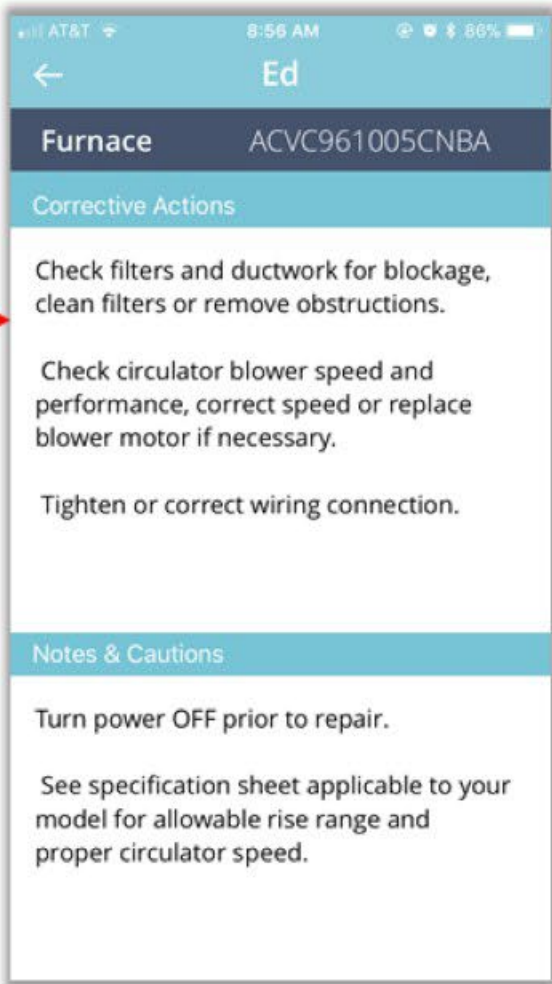 AT&T 8:56 AM 86%
Ed
Furnace ACVC961005CNBA
Corrective Actions
Check filters and ductwork for blockage,
clean filters or remove obstructions.
Check circulator blower speed and
performance, correct speed or replace
blower motor if necessary.
Tighten or correct wiring connection.
Notes & Cautions
Turn power OFF prior to repair.
See specification sheet applicable to your
model for allowable rise range and
proper circulator speed.